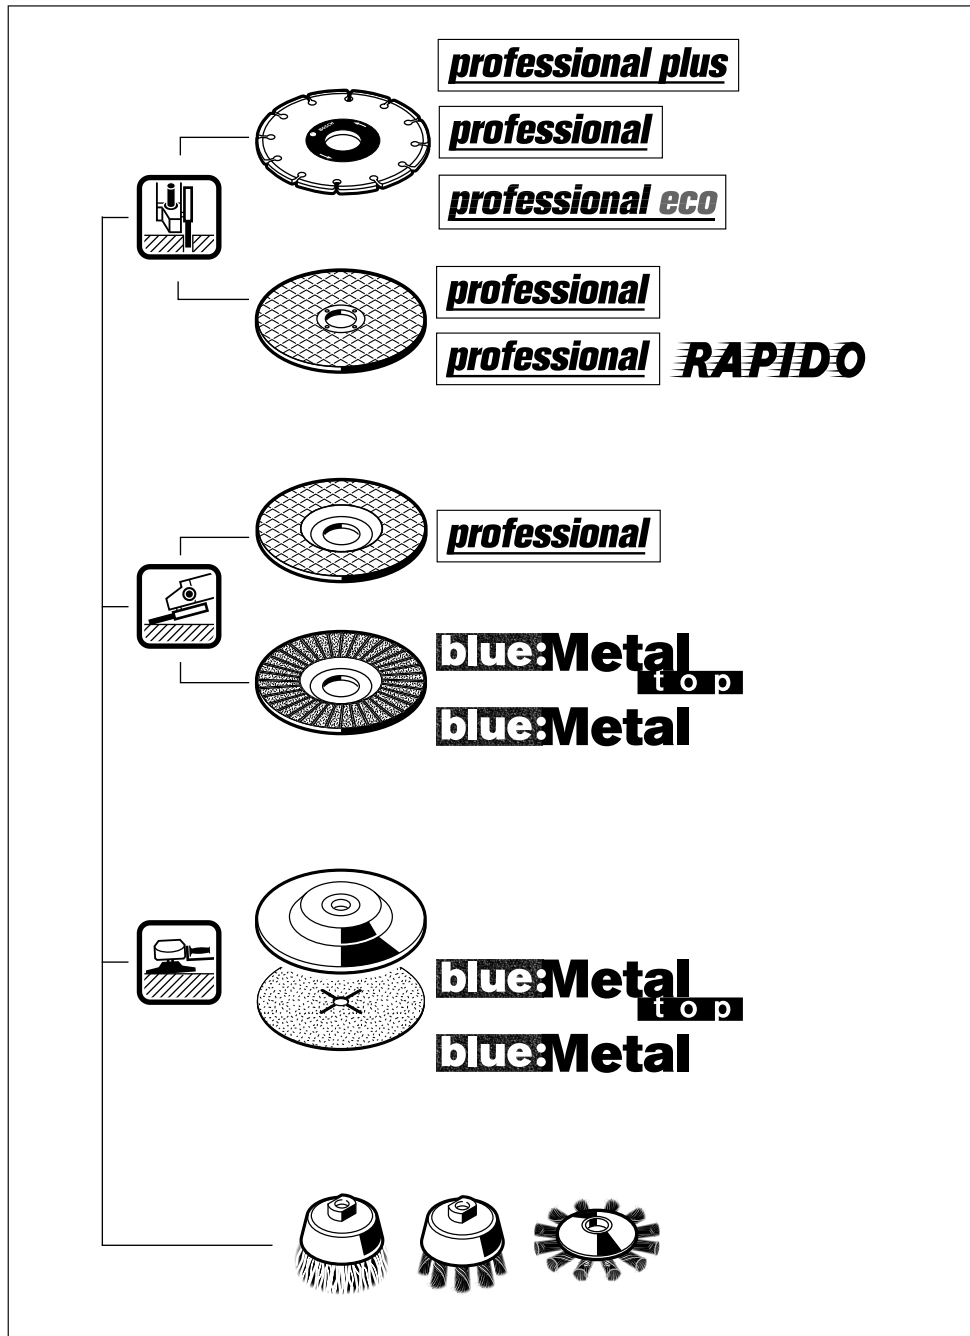 professional plus
BOSCH
professional
professional eco
professional
professional RAPIDO
professional
blue:Metal
top
blue:Metal
blue:Metal
top
blue:Metal